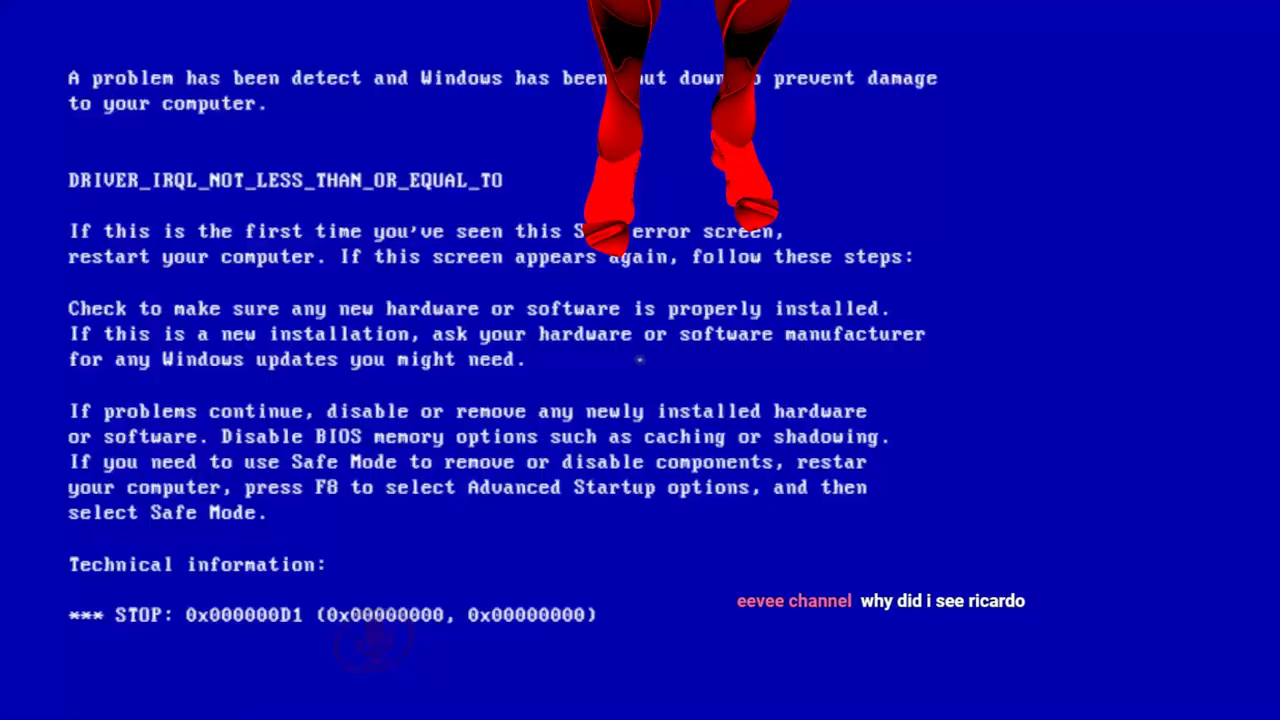 A problem has been detect and Windows has been ut down o prevent damage
to your computer.
DRIVER_IRQL_NOT_LESS_THAN_OR_EQUAL_TO
If this is the first time you've seen this S error screen,
restart your computer. If this screen appears again, follow these steps:
Check to make sure any new hardware or software is properly installed.
If this is a new installation, ask your hardware or software manufacturer
for any Windows updates you might need.
If problems continue, disable or remove any newly installed hardware
or software. Disable BIOS memory options such as caching or shadowing.
If you need to use Safe Mode to remove or disable components, restar
your computer, press F8 to select Advanced Startup options, and then
select Safe Mode.
Technical information:
eevee channel why did i see ricardo
*** STOP: 0x000000D1 (0x00000000, 0x00000000)